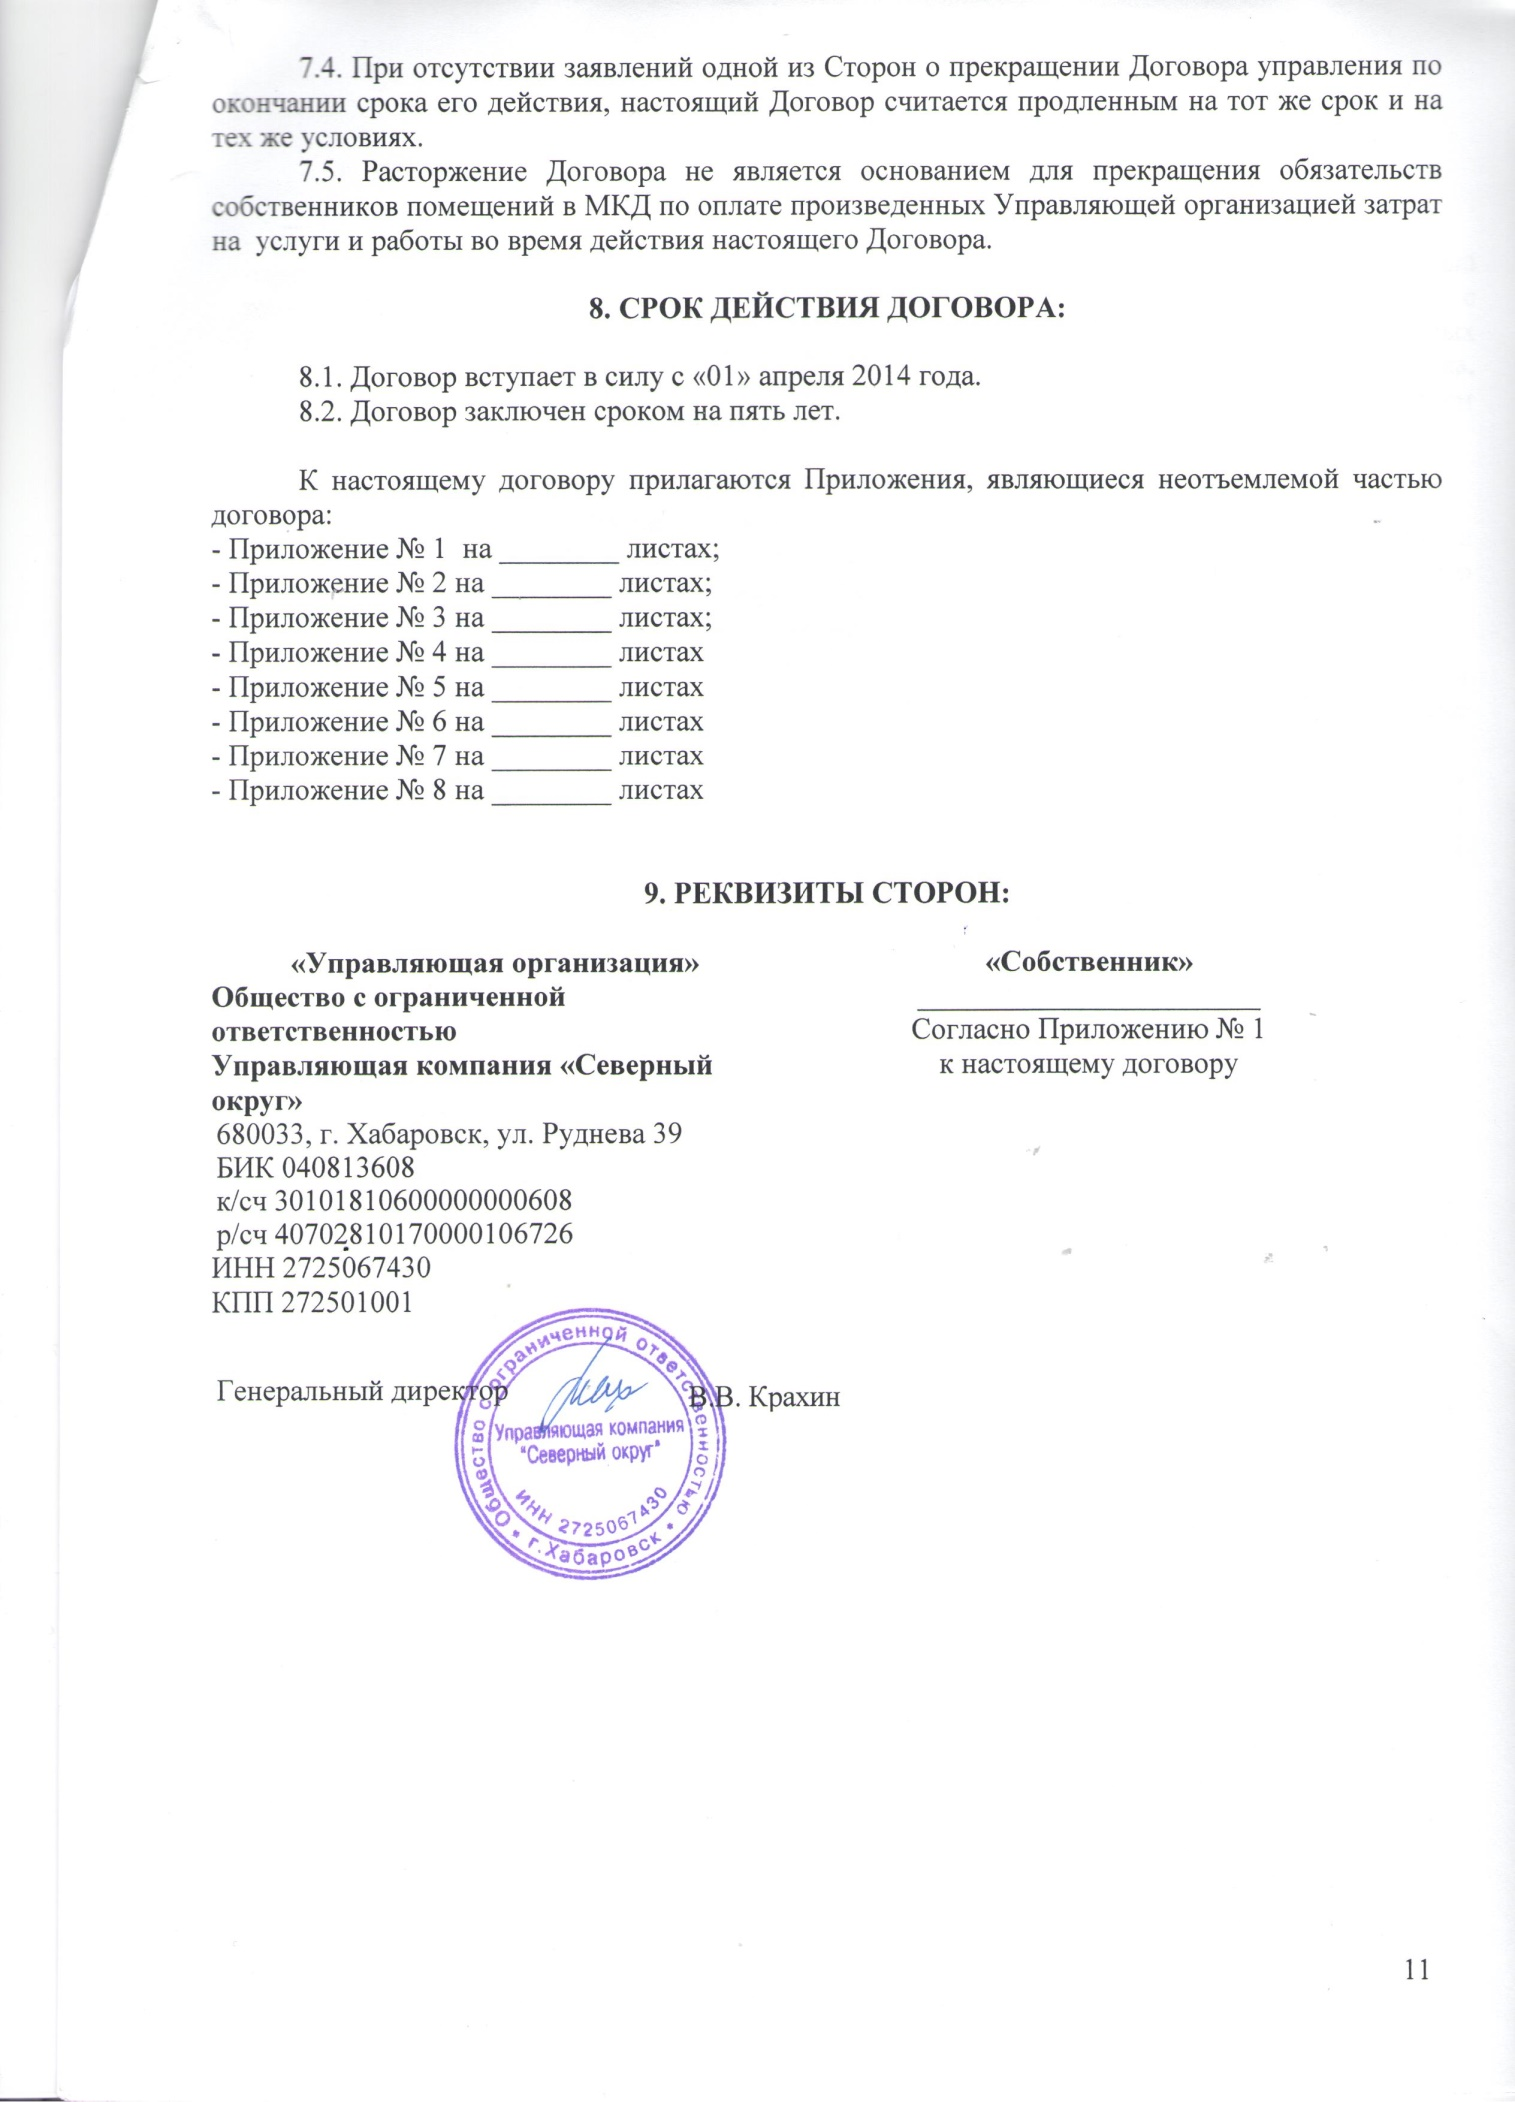 7.4. При отсутствии заявлений одной из Сторон о прекращении Договора управления по
окончании срока его действия, настоящий Договор считается продленным на тот же срок и на
тех же условиях.
7.5. Расторжение Договора не является основанием для прекращения обязательств
собственников помещений в МКД по оплате произведенных Управляющей организацией затрат
на услуги и работы во время действия настоящего Договора.
8. СРОК ДЕЙСТВИЯ ДОГОВОРА:
8.1. Договор вступает в силу с «01» апреля 2014 года.
8.2. Договор заключен сроком на пять лет.
К настоящему договору прилагаются Приложения, являющиеся неотъемлемой частью
договора:
- Приложение № 1 на ________ листах;
- Приложение № 2 на ________ листах;
- Приложение № 3 на ________ листах;
- Приложение № 4 на ________ листах
- Приложение № 5 на ________ листах
- Приложение № 6 на ________ листах
- Приложение № 7 на ________ листах
- Приложение № 8 на ________ листах
9. РЕКВИЗИТЫ СТОРОН:
«Управляющая организация»
Общество с ограниченной
ответственностью
Управляющая компания «Северный
округ»
680033, г. Хабаровск, ул. Руднева 39
БИК 040813608
к/сч 30101810600000000608
р/сч 40702810170000106726
ИНН 2725067430
КПП 272501001
«Собственник»
_______________________
Согласно Приложению № 1
к настоящему договору
Генеральный директор В.В. Крахин
Общество с ограниченной ответственностью
Управляющая компания
"Северный округ"
ИНН 2725067430
• г.Хабаровск •
11